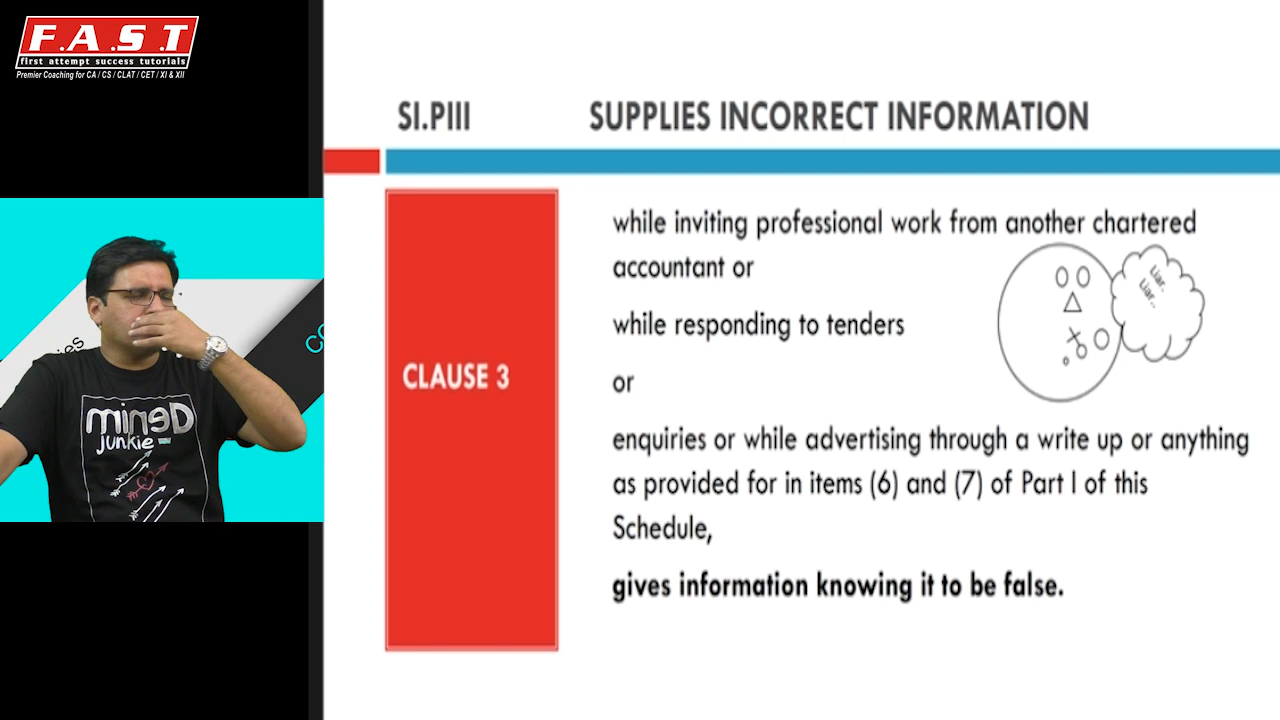 F.A.S.T
first attempt success tutorials
Premier Coaching for CA / CS / CLAT / CET / XI & XII
SI.PIII SUPPLIES INCORRECT INFORMATION
CLAUSE 3
while inviting professional work from another chartered
accountant or
while responding to tenders
or
enquiries or while advertising through a write up or anything
as provided for in items (6) and (7) of Part I of this
Schedule,
gives information knowing it to be false.
Liar..
Liar..
ies
CO
mineD
junkie